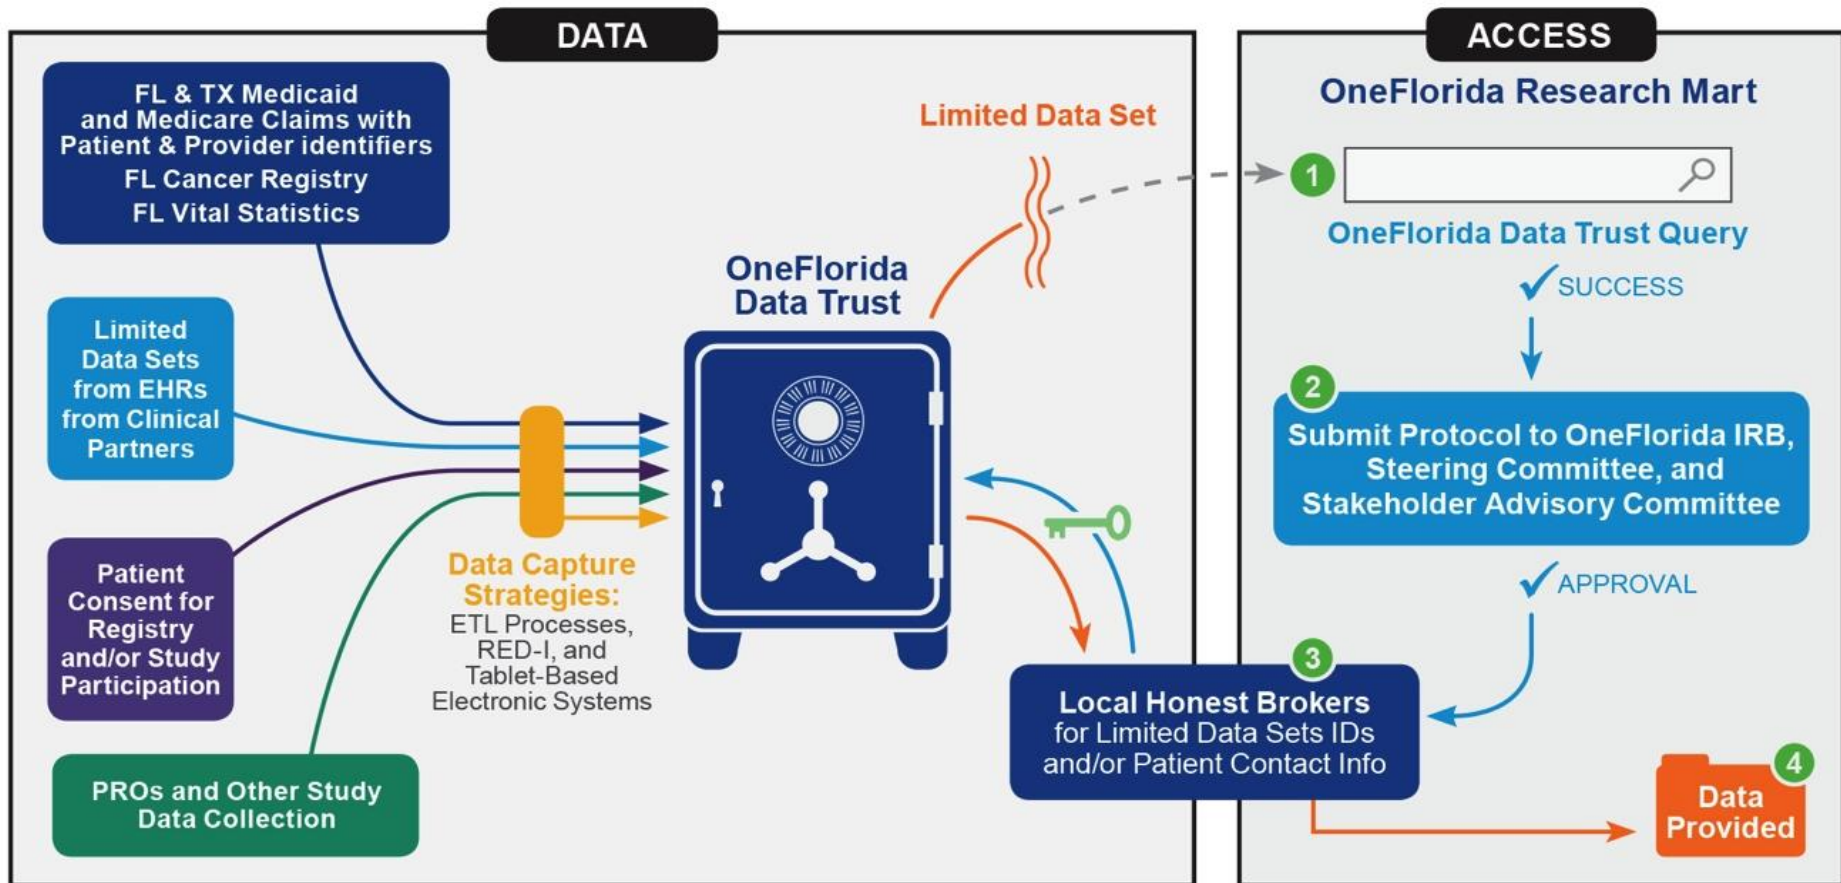 DATA
FL & TX Medicaid
and Medicare Claims with
Patient & Provider identifiers
FL Cancer Registry
FL Vital Statistics
Limited
Data Sets
from EHRs
from Clinical
Partners
Patient
Consent for
Registry
and/or Study
Participation
PROs and Other Study
Data Collection
Data Capture
Strategies:
ETL Processes,
RED-I, and
Tablet-Based
Electronic Systems
OneFlorida
Data Trust
Limited Data Set
ACCESS
OneFlorida Research Mart
1
OneFlorida Data Trust Query
SUCCESS
2
Submit Protocol to OneFlorida IRB,
Steering Committee, and
Stakeholder Advisory Committee
APPROVAL
3
Local Honest Brokers
for Limited Data Sets IDs
and/or Patient Contact Info
4
Data
Provided